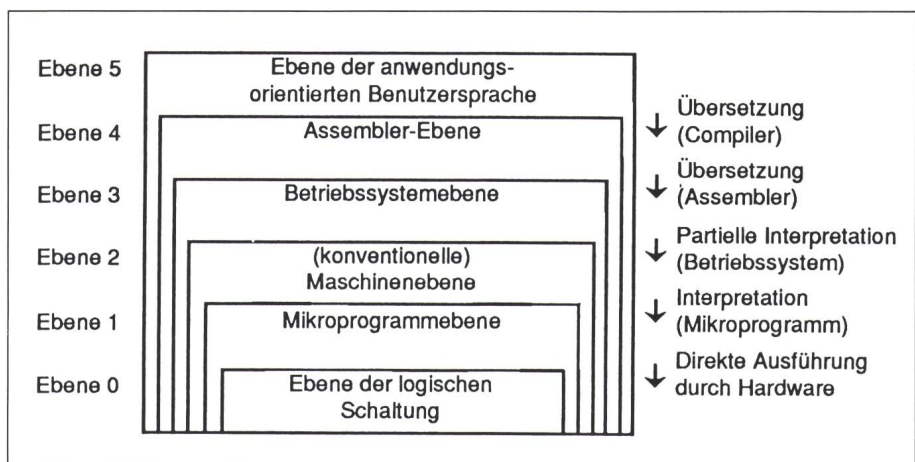 Ebene 5
Ebene der anwendungs-
orientierten Benutzersprache
Übersetzung
(Compiler)
Ebene 4
Assembler-Ebene
Übersetzung
(Assembler)
Ebene 3
Betriebssystemebene
Partielle Interpretation
(Betriebssystem)
Ebene 2
(konventionelle)
Maschinenebene
Interpretation
(Mikroprogramm)
Ebene 1
Mikroprogrammebene
Direkte Ausführung
durch Hardware
Ebene 0
Ebene der logischen
Schaltung